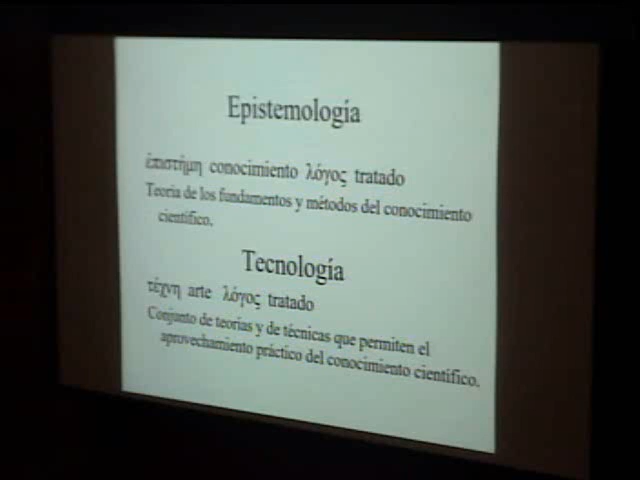 Epistemología
ἐπιστήμη conocimiento λόγος tratado
Teoría de los fundamentos y métodos del conocimiento
científico.
Tecnología
τέχνη arte λόγος tratado
Conjunto de teorías y de técnicas que permiten el
aprovechamiento práctico del conocimiento científico.